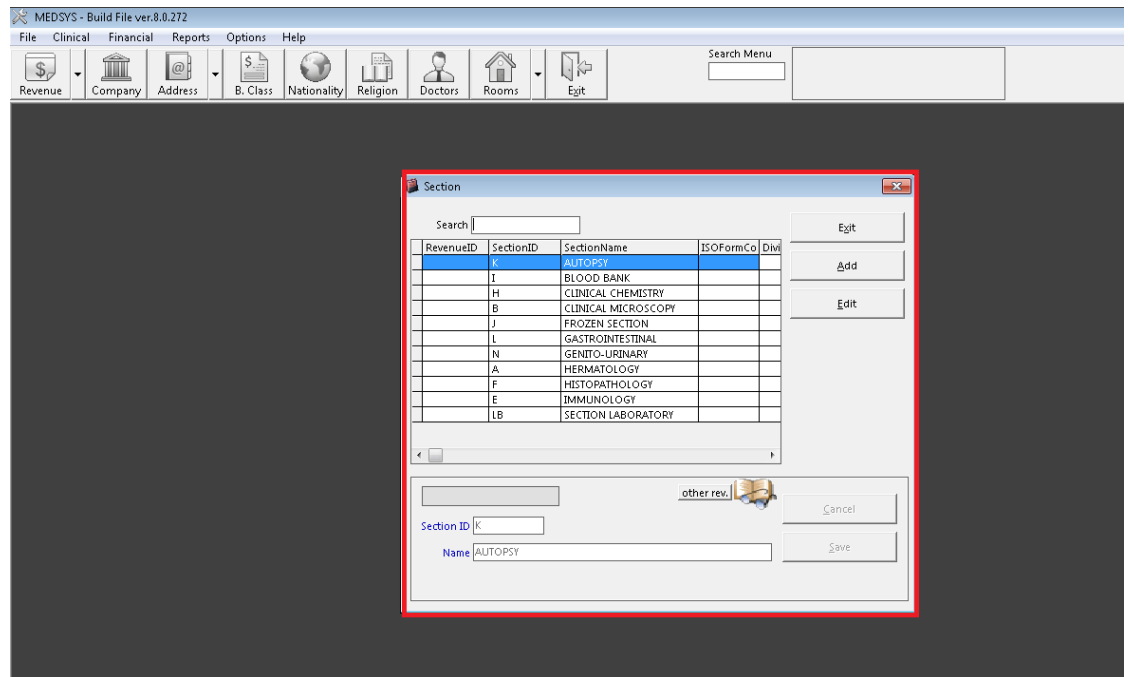 MEDSYS - Build File ver.8.0.272
File Clinical Financial Reports Options Help
Revenue Company Address B. Class Nationality Religion Doctors Rooms Exit
Search Menu
Section
Search
Exit
RevenueID SectionID SectionName ISOFormCo Divi
K AUTOPSY
Add
I BLOOD BANK
H CLINICAL CHEMISTRY
B CLINICAL MICROSCOPY
Edit
J FROZEN SECTION
L GASTROINTESTINAL
N GENITO-URINARY
A HERMATOLOGY
F HISTOPATHOLOGY
E IMMUNOLOGY
LB SECTION LABORATORY
other rev.
Cancel
Section ID K
Name AUTOPSY
Save